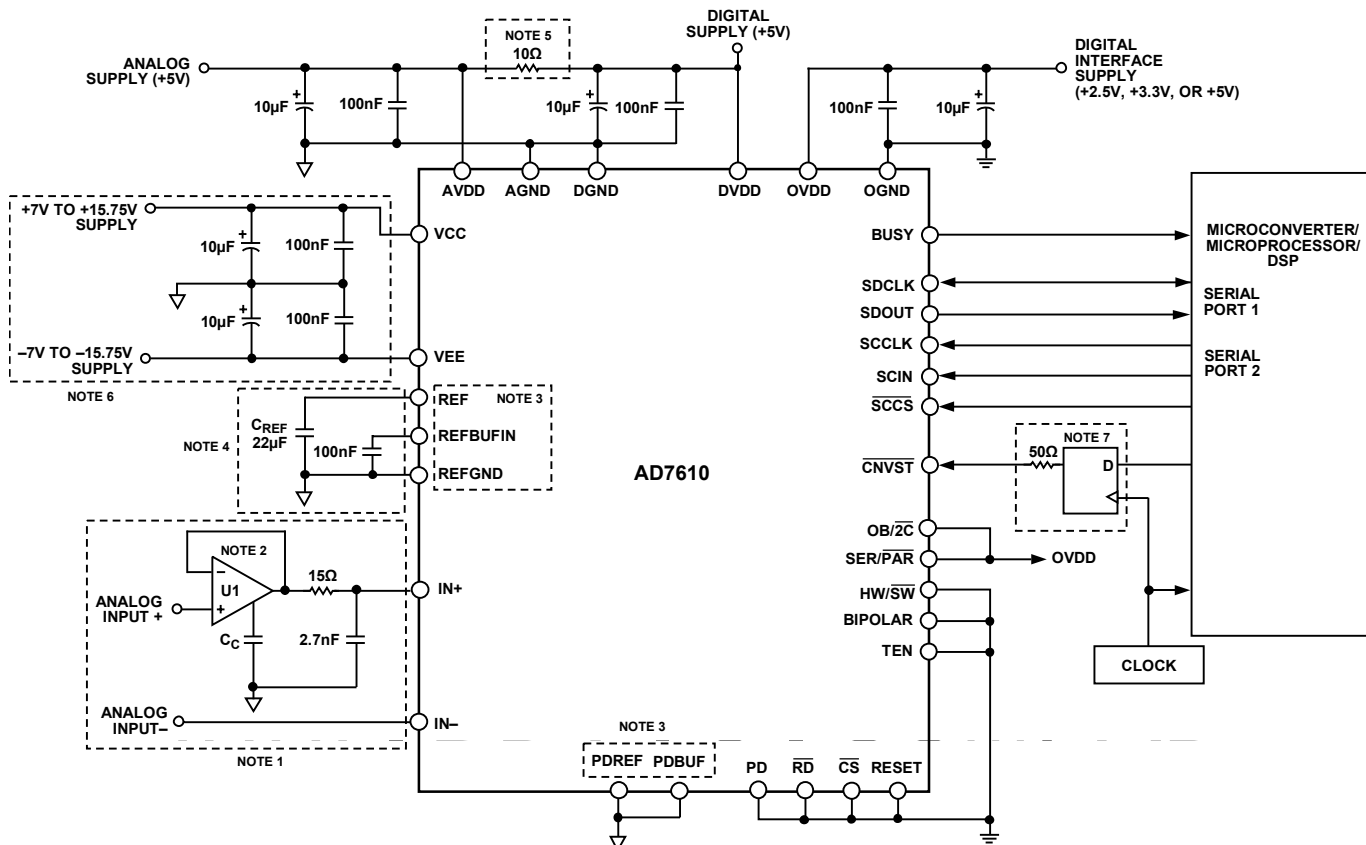 DIGITAL
SUPPLY (+5V)
NOTE 5
10Ω
ANALOG
SUPPLY (+5V)
DIGITAL
INTERFACE
SUPPLY
(+2.5V, +3.3V, OR +5V)
10µF
+
100nF
10µF
+
100nF
100nF
10µF
+
AVDD
AGND
DGND
DVDD
OVDD
OGND
+7V TO +15.75V
SUPPLY
10µF
+
100nF
VCC
10µF
+
100nF
–7V TO –15.75V
SUPPLY
VEE
NOTE 6
BUSY
MICROCONVERTER/
MICROPROCESSOR/
DSP
SDCLK
SDOUT
SERIAL
PORT 1
SCCLK
SCIN
SERIAL
PORT 2
SCCS
REF
NOTE 3
CREF
22µF
NOTE 4
REFBUFIN
100nF
REFGND
AD7610
NOTE 7
50Ω
D
CNVST
OB/2C
SER/PAR
OVDD
HW/SW
BIPOLAR
TEN
CLOCK
NOTE 2
–
U1
+
15Ω
IN+
ANALOG
INPUT +
CC
2.7nF
ANALOG
INPUT–
IN–
NOTE 1
NOTE 3
PDREF
PDBUF
PD
RD
CS
RESET